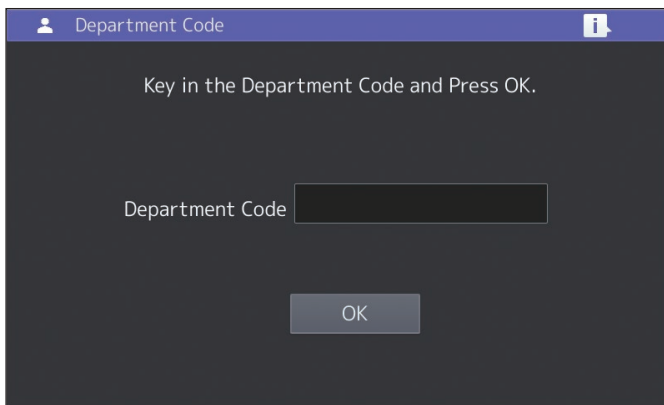 Department Code
Key in the Department Code and Press OK.
Department Code
OK